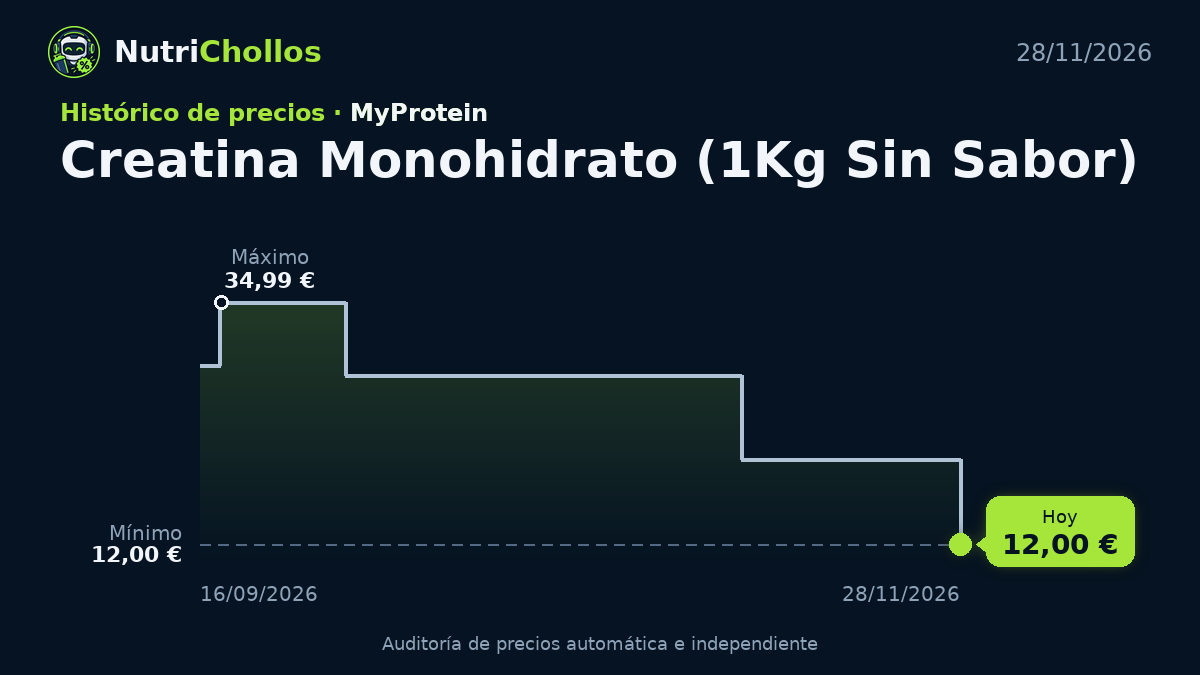 NutriChollos
28/11/2026
Histórico de precios · MyProtein
Creatina Monohidrato (1Kg Sin Sabor)
Máximo
34,99 €
Mínimo
12,00 €
Hoy
12,00 €
16/09/2026
28/11/2026
Auditoría de precios automática e independiente